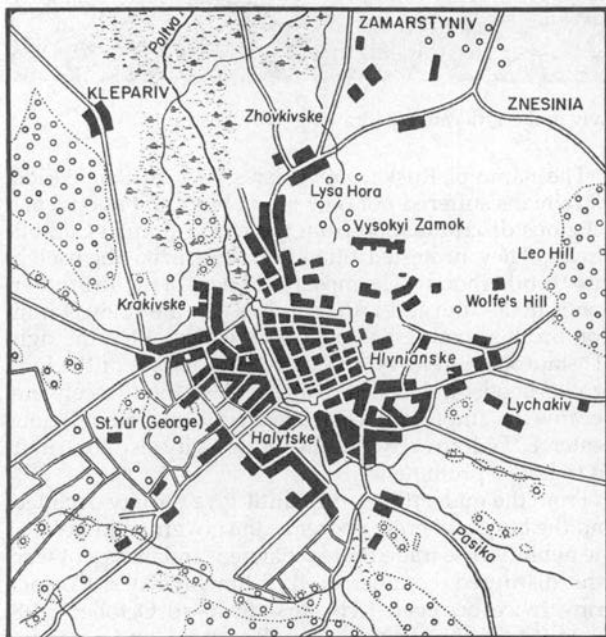 ZAMARSTYNIV
Poltva
KLEPARIV
ZNESINIA
Zhovkivske
Lysa Hora
Vysokyi Zamok
Leo Hill
Krakivske
Wolfe's Hill
Hlynianske
Lychakiv
St. Yur (George)
Halytske
Pasika